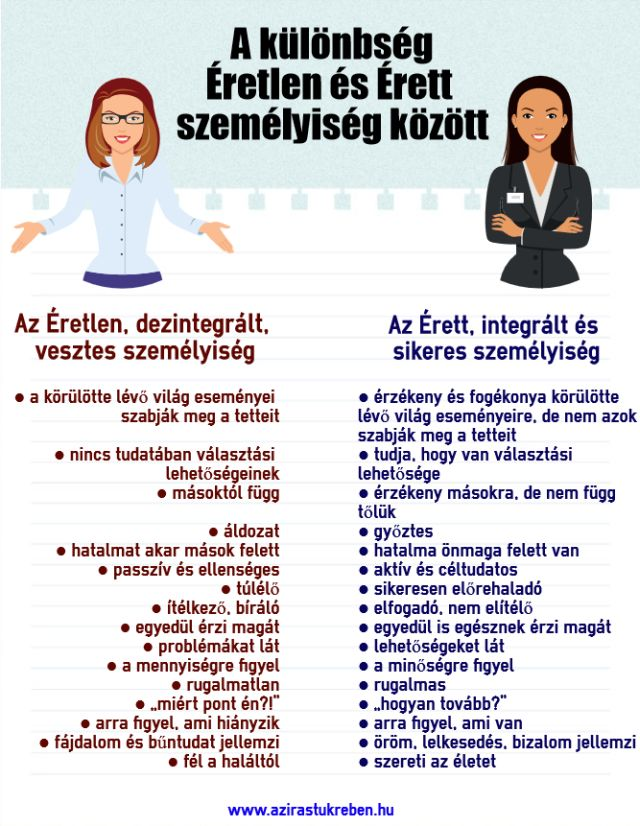 A különbség
Éretlen és Érett
személyiség között
Az Éretlen, dezintegrált,
vesztes személyiség
● a körülötte lévő világ eseményei
szabják meg a tetteit
● nincs tudatában választási
lehetőségeinek
● másoktól függ
● áldozat
● hatalmat akar mások felett
● passzív és ellenséges
● túlélő
● ítélkező, bíráló
● egyedül érzi magát
● problémákat lát
● a mennyiségre figyel
● rugalmatlan
● „miért pont én?!"
● arra figyel, ami hiányzik
● fájdalom és bűntudat jellemzi
● fél a haláltól
Az Érett, integrált és
sikeres személyiség
● érzékeny és fogékonya körülötte
lévő világ eseményeire, de nem azok
szabják meg a tetteit
● tudja, hogy van választási
lehetősége
● érzékeny másokra, de nem függ
tőlük
● győztes
● hatalma önmaga felett van
● aktív és céltudatos
● sikeresen előrehaladó
● elfogadó, nem elítélő
● egyedül is egésznek érzi magát
● lehetőségeket lát
● a minőségre figyel
● rugalmas
● „hogyan tovább?"
● arra figyel, ami van
● öröm, lelkesedés, bizalom jellemzi
● szereti az életet
www.azirastukreben.hu